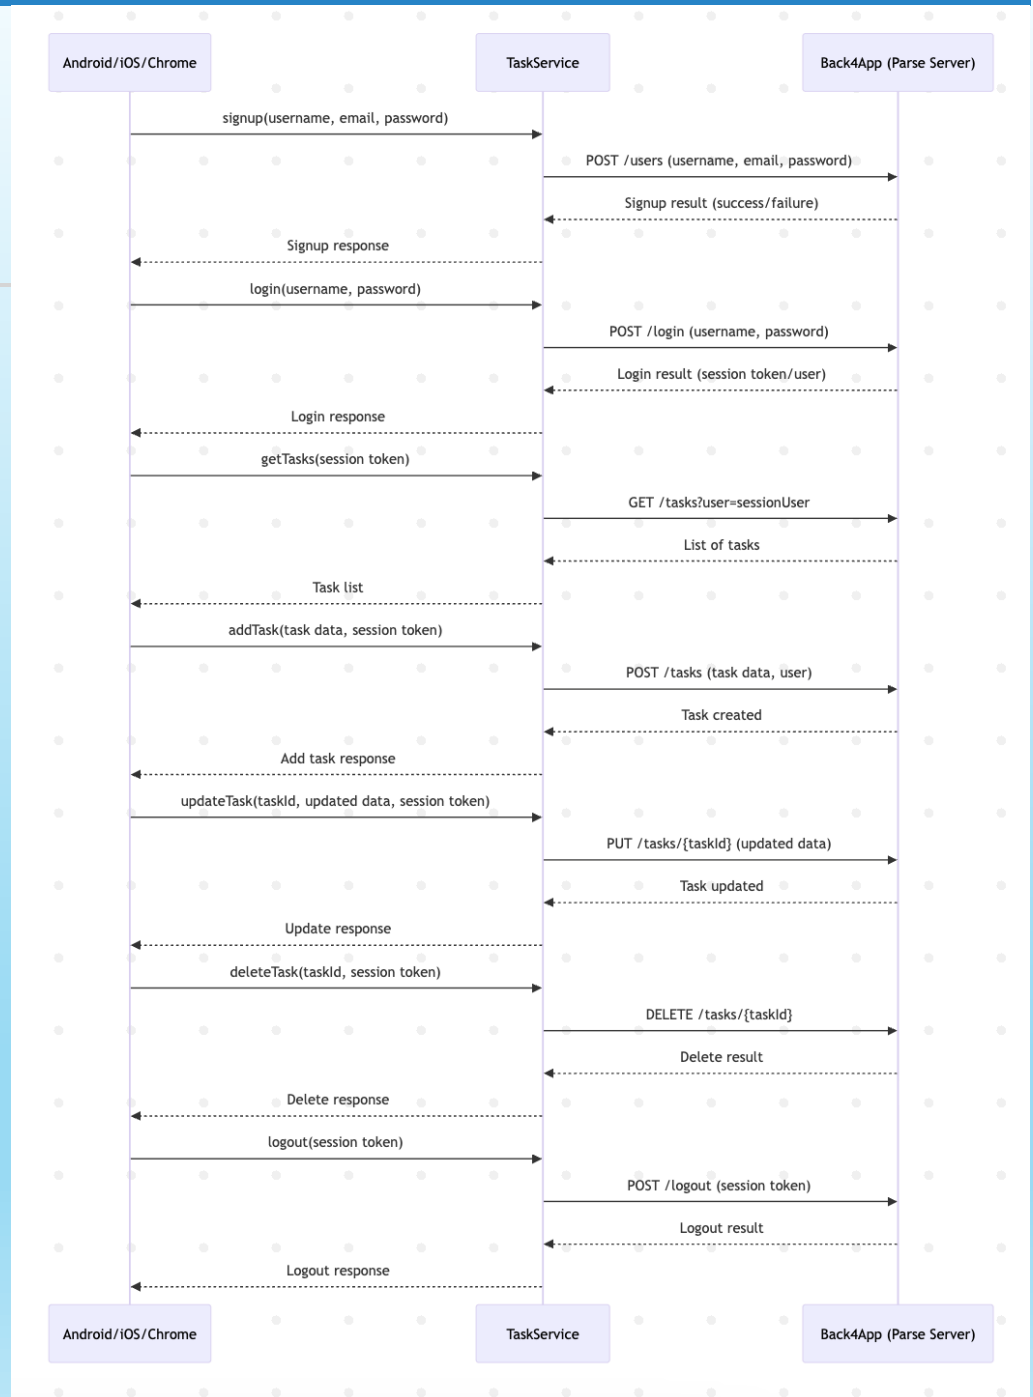 Android/iOS/Chrome
TaskService
Back4App (Parse Server)
signup(username, email, password)
POST /users (username, email, password)
Signup result (success/failure)
Signup response
login(username, password)
POST /login (username, password)
Login result (session token/user)
Login response
getTasks(session token)
GET /tasks?user=sessionUser
List of tasks
Task list
addTask(task data, session token)
POST /tasks (task data, user)
Task created
Add task response
updateTask(taskId, updated data, session token)
PUT /tasks/{taskId} (updated data)
Task updated
Update response
deleteTask(taskId, session token)
DELETE /tasks/{taskId}
Delete result
Delete response
logout(session token)
POST /logout (session token)
Logout result
Logout response
Android/iOS/Chrome
TaskService
Back4App (Parse Server)